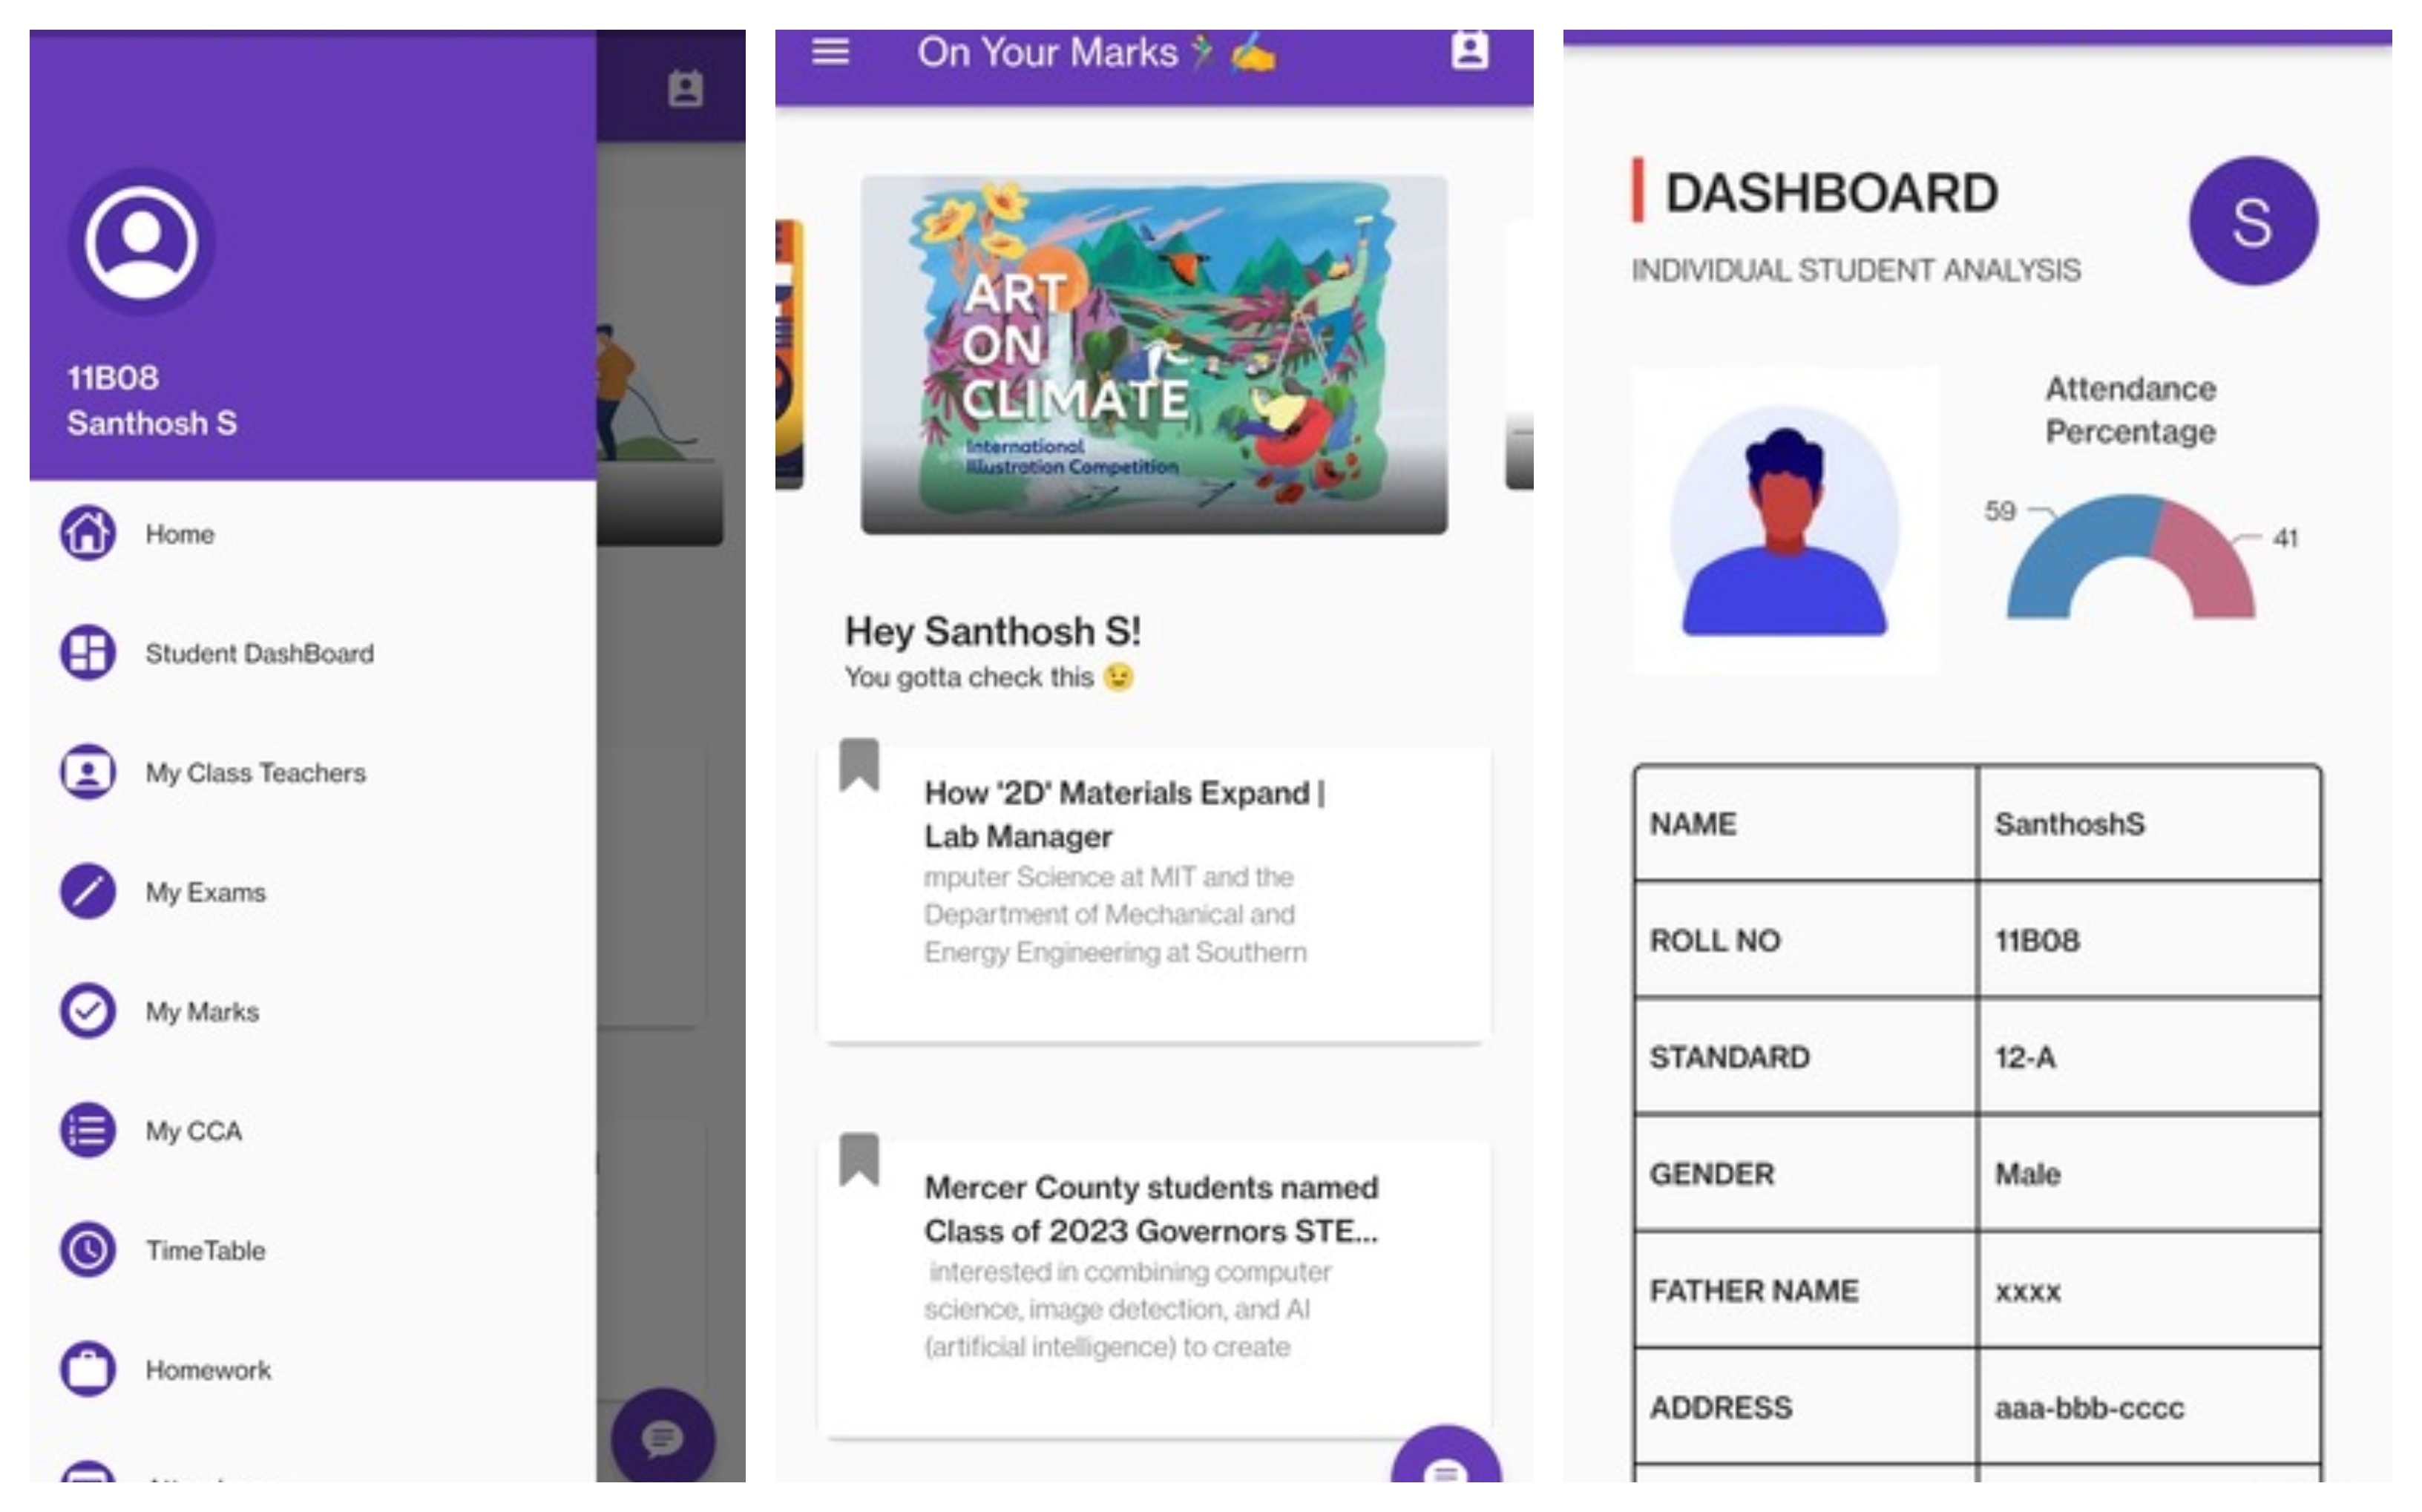 11B08
Santhosh S
Home
Student DashBoard
My Class Teachers
My Exams
My Marks
My CCA
TimeTable
Homework
On Your Marks 🏃✍️
ART
ON
CLIMATE
International
Illustration Competition
Hey Santhosh S!
You gotta check this 😉
How '2D' Materials Expand |
Lab Manager
mputer Science at MIT and the
Department of Mechanical and
Energy Engineering at Southern
Mercer County students named
Class of 2023 Governors STE...
interested in combining computer
science, image detection, and AI
(artificial intelligence) to create
DASHBOARD
S
INDIVIDUAL STUDENT ANALYSIS
Attendance
Percentage
59
41
NAME SanthoshS
ROLL NO 11B08
STANDARD 12-A
GENDER Male
FATHER NAME xxxx
ADDRESS aaa-bbb-cccc